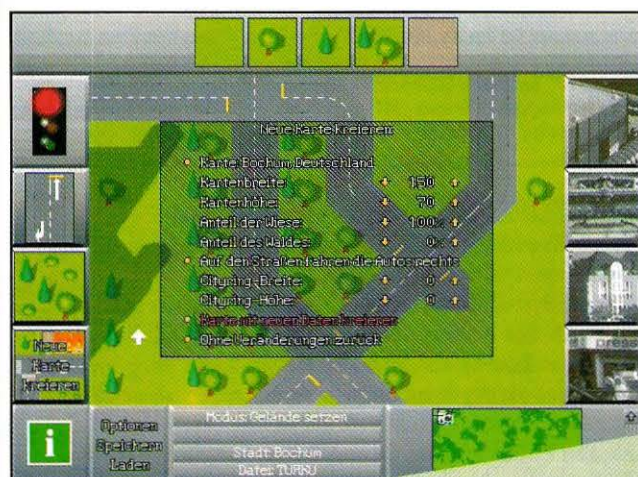 Neue Karte kreieren
Karte: Bochum, Deutschland
Kartenbreite: 150
Kartenhöhe: 70
Anteil der Wiese: 100%
Anteil des Waldes: 0%
Auf den Straßen fahren die Autos rechts
Cityring-Breite: 0
Cityring-Höhe: 0
Karte mit neuen Daten kreieren
Ohne Veränderungen zurück
press
Neue
Karte
kreieren
i
Optionen
Speichern
Laden
Modus: Gelände setzen
Stadt: Bochum
Datei: TURKU